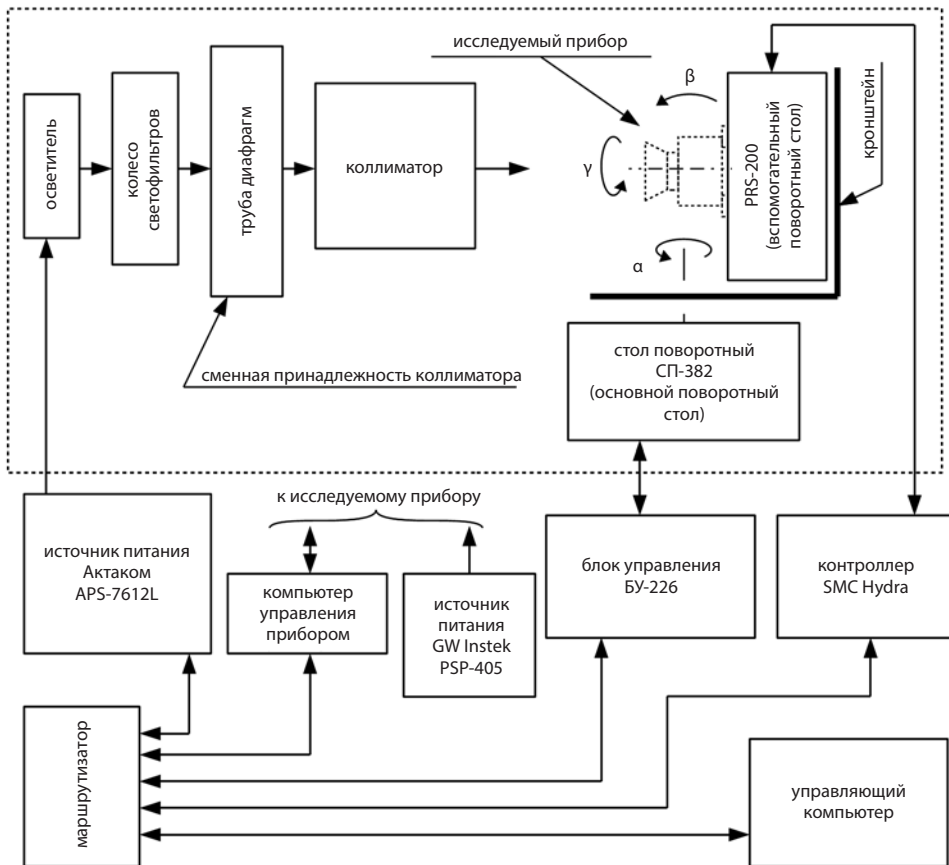 исследуемый прибор
осветитель
колесо
светофильтров
труба диафрагм
коллиматор
β
γ
α
PRS-200
(вспомогательный
поворотный стол)
кронштейн
сменная принадлежность коллиматора
стол поворотный
СП-382
(основной поворотный
стол)
к исследуемому прибору
источник питания
Актаком
APS-7612L
компьютер
управления
прибором
источник
питания
GW Instek
PSP-405
блок управления
БУ-226
контроллер
SMC Hydra
маршрутизатор
управляющий
компьютер